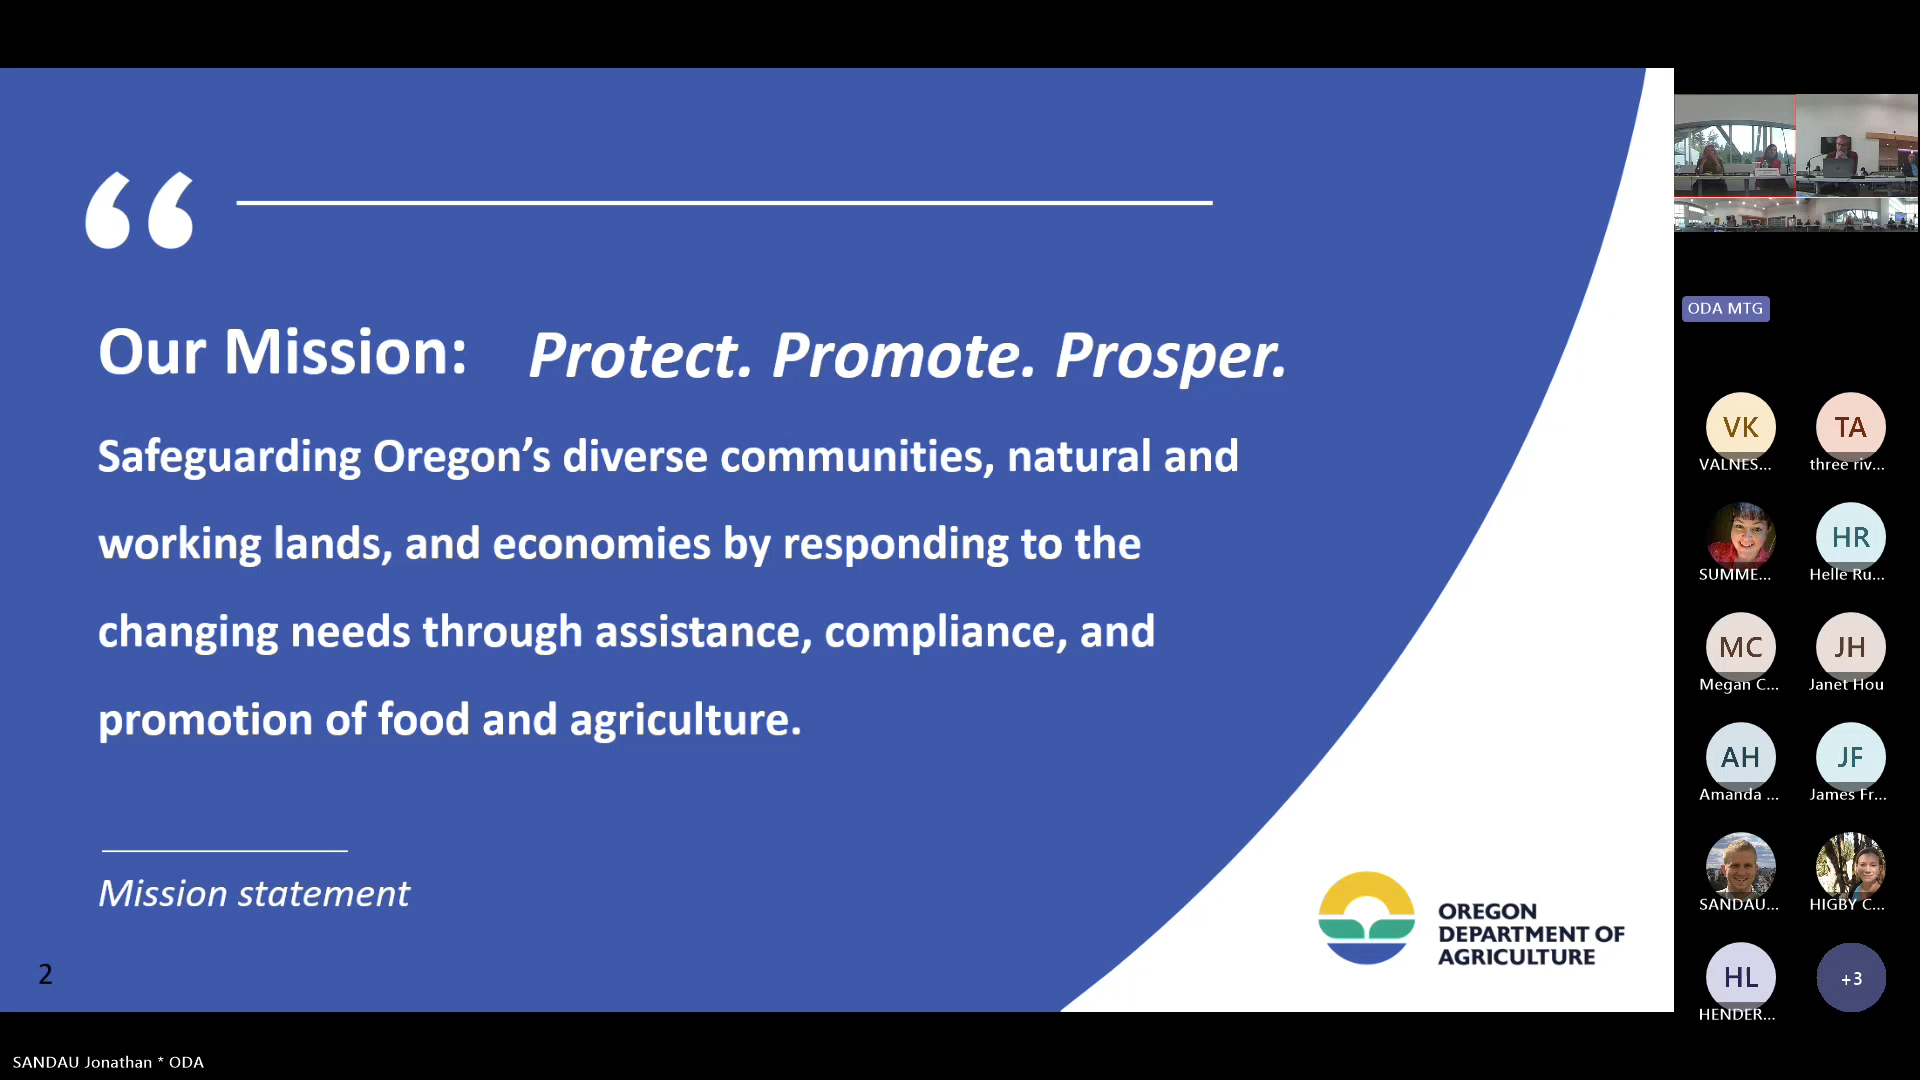 “
Our Mission: Protect. Promote. Prosper.
Safeguarding Oregon’s diverse communities, natural and
working lands, and economies by responding to the
changing needs through assistance, compliance, and
promotion of food and agriculture.
Mission statement
2
OREGON
DEPARTMENT OF
AGRICULTURE
ODA MTG
VK
VALNES...
TA
three riv...
SUMME...
HR
Helle Ru...
MC
Megan C...
JH
Janet Hou
AH
Amanda ...
JF
James Fr...
SANDAU...
HIGBY C...
HL
HENDER...
+3
SANDAU Jonathan * ODA